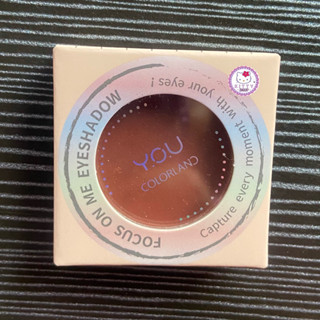 YOU
COLORLAND
FOCUS ON ME EYESHADOW
Capture every moment with your eyes !